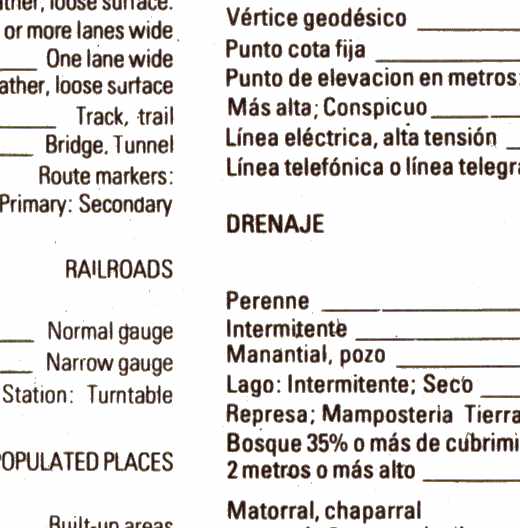 ather, loose surface.
or more lanes wide
One lane wide
ather, loose surface
Track, trail
Bridge, Tunnel
Route markers:
Primary: Secondary
RAILROADS
Normal gauge
Narrow gauge
Station: Turntable
OPULATED PLACES
Built-up areas
Vértice geodésico
Punto cota fija
Punto de elevacion en metros:
Más alta; Conspicuo
Línea eléctrica, alta tensión
Línea telefónica o línea telegra
DRENAJE
Perenne
Intermitente
Manantial, pozo
Lago: Intermitente; Seco
Represa; Mamposteria Tierra
Bosque 35% o más de cubrimi
2 metros o más alto
Matorral, chaparral